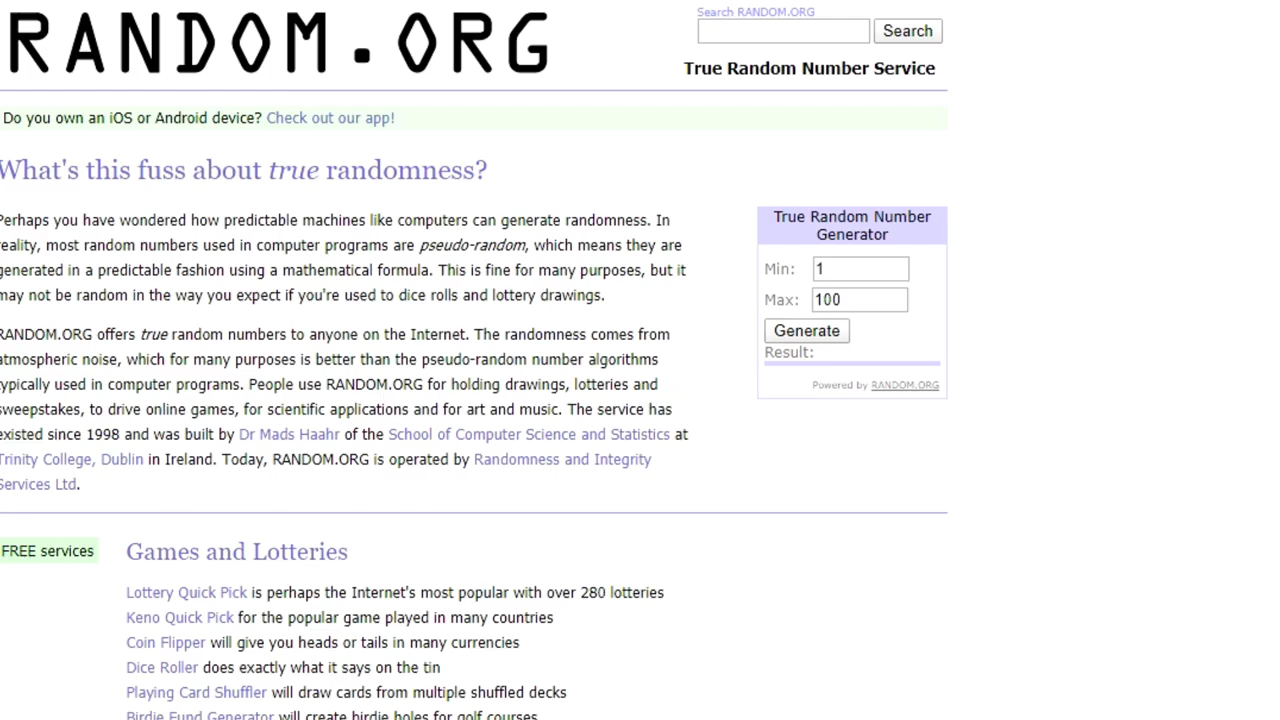 RANDOM.ORG
Search RANDOM.ORG
Search
True Random Number Service
Do you own an iOS or Android device? Check out our app!
What's this fuss about true randomness?
Perhaps you have wondered how predictable machines like computers can generate randomness. In
reality, most random numbers used in computer programs are pseudo-random, which means they are
generated in a predictable fashion using a mathematical formula. This is fine for many purposes, but it
may not be random in the way you expect if you're used to dice rolls and lottery drawings.
RANDOM.ORG offers true random numbers to anyone on the Internet. The randomness comes from
atmospheric noise, which for many purposes is better than the pseudo-random number algorithms
typically used in computer programs. People use RANDOM.ORG for holding drawings, lotteries and
sweepstakes, to drive online games, for scientific applications and for art and music. The service has
existed since 1998 and was built by Dr Mads Haahr of the School of Computer Science and Statistics at
Trinity College, Dublin in Ireland. Today, RANDOM.ORG is operated by Randomness and Integrity
Services Ltd.
True Random Number
Generator
Min: 1
Max: 100
Generate
Result:
Powered by RANDOM.ORG
FREE services
Games and Lotteries
Lottery Quick Pick is perhaps the Internet's most popular with over 280 lotteries
Keno Quick Pick for the popular game played in many countries
Coin Flipper will give you heads or tails in many currencies
Dice Roller does exactly what it says on the tin
Playing Card Shuffler will draw cards from multiple shuffled decks
Birdie Fund Generator will create birdie holes for golf courses